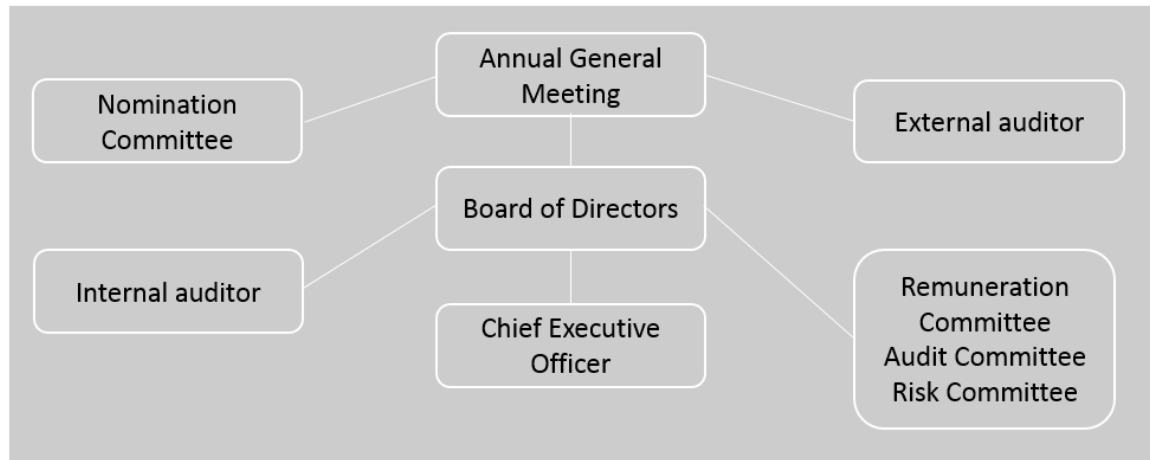 Annual General
Meeting
Nomination
Committee
External auditor
Board of Directors
Internal auditor
Chief Executive
Officer
Remuneration
Committee
Audit Committee
Risk Committee